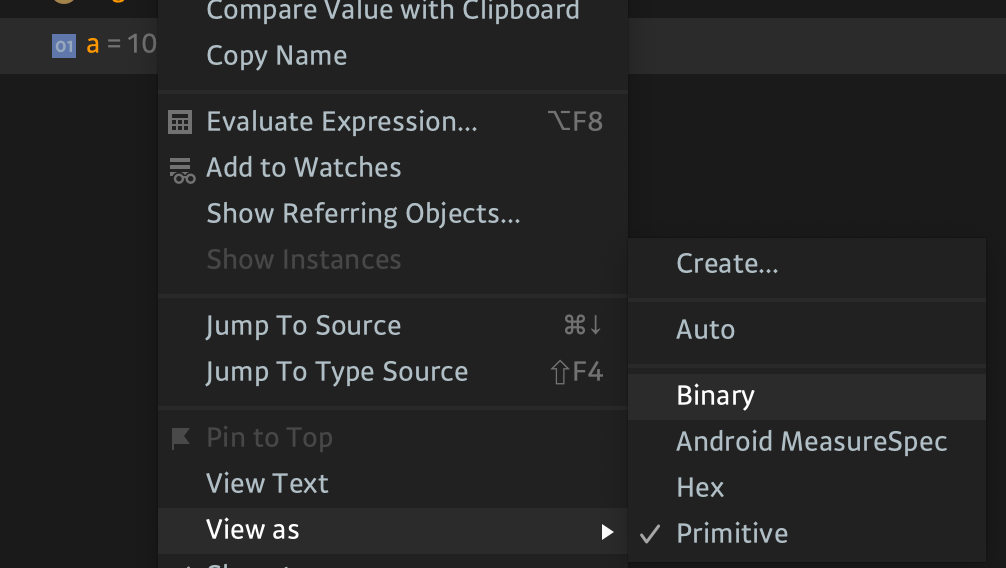 Compare Value with Clipboard
01 a = 10
Copy Name
Evaluate Expression... ⌥F8
Add to Watches
Show Referring Objects...
Show Instances
Create...
Jump To Source ⌘↓
Auto
Jump To Type Source ⇧F4
Binary
Pin to Top
Android MeasureSpec
View Text
Hex
View as
Primitive